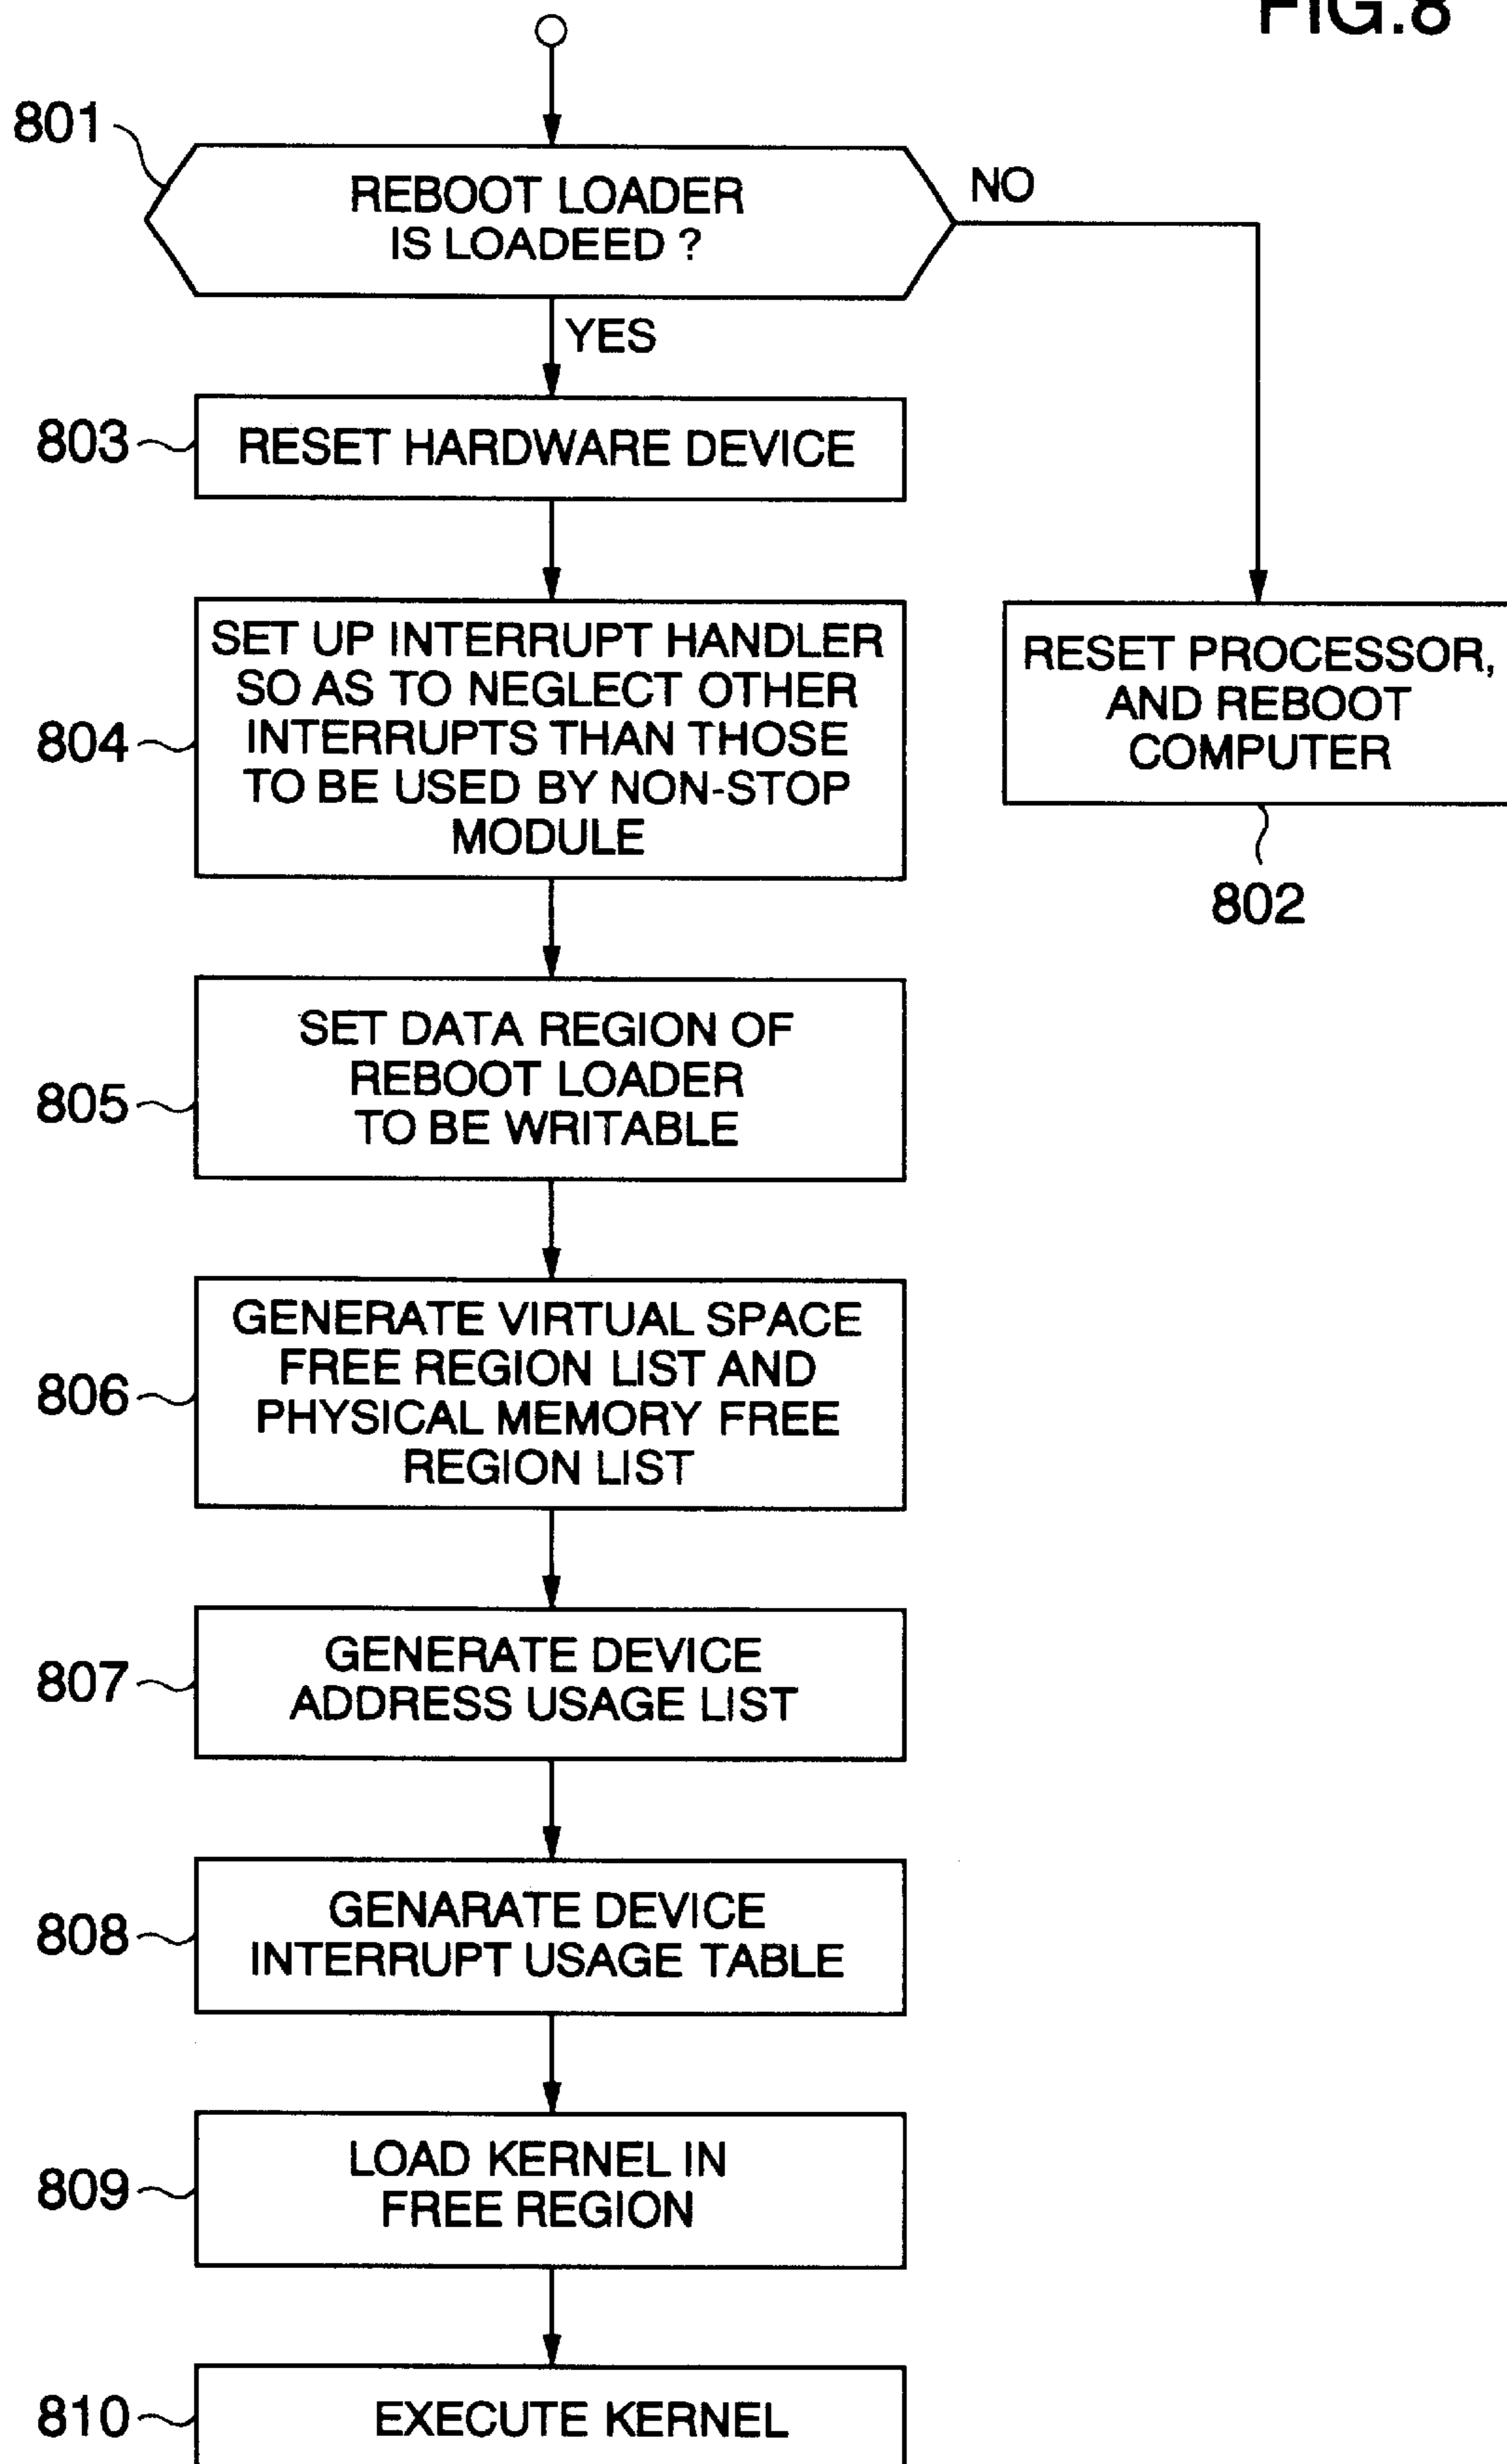 FIG.8
801
REBOOT LOADER
IS LOADEED ?
NO
YES
803
RESET HARDWARE DEVICE
804
SET UP INTERRUPT HANDLER
SO AS TO NEGLECT OTHER
INTERRUPTS THAN THOSE
TO BE USED BY NON-STOP
MODULE
RESET PROCESSOR,
AND REBOOT
COMPUTER
802
805
SET DATA REGION OF
REBOOT LOADER
TO BE WRITABLE
806
GENERATE VIRTUAL SPACE
FREE REGION LIST AND
PHYSICAL MEMORY FREE
REGION LIST
807
GENERATE DEVICE
ADDRESS USAGE LIST
808
GENARATE DEVICE
INTERRUPT USAGE TABLE
809
LOAD KERNEL IN
FREE REGION
810
EXECUTE KERNEL